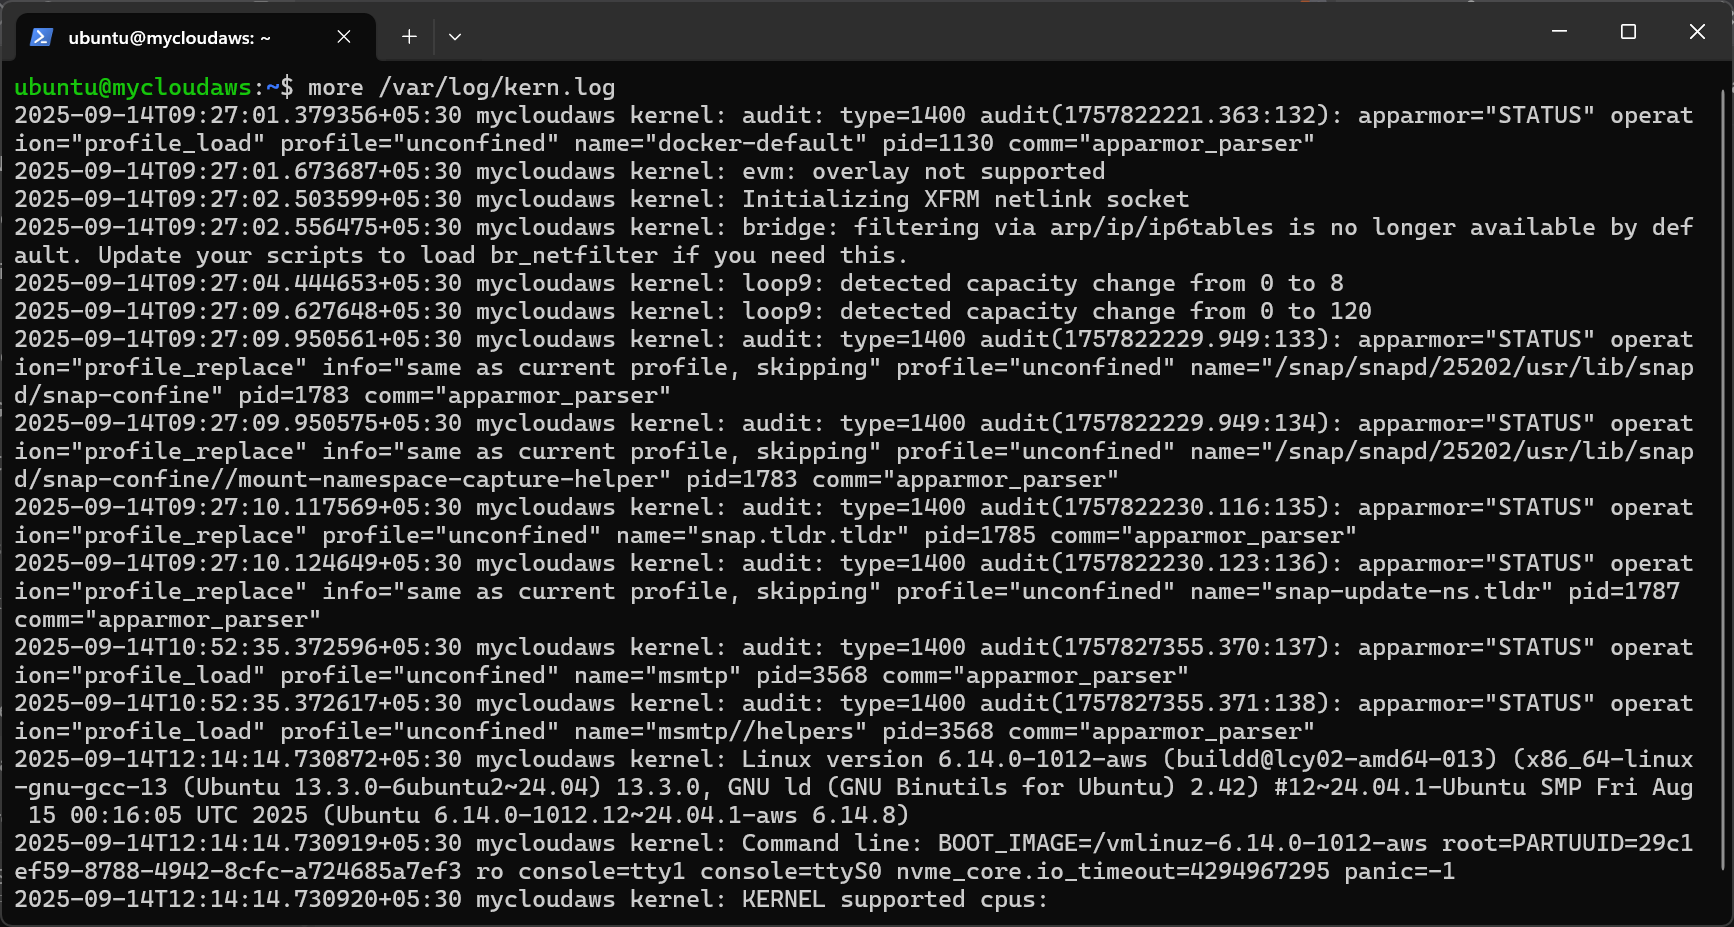 ubuntu@mycloudaws: ~
ubuntu@mycloudaws:~$ more /var/log/kern.log
2025-09-14T09:27:01.379356+05:30 mycloudaws kernel: audit: type=1400 audit(1757822221.363:132): apparmor="STATUS" operat
ion="profile_load" profile="unconfined" name="docker-default" pid=1130 comm="apparmor_parser"
2025-09-14T09:27:01.673687+05:30 mycloudaws kernel: evm: overlay not supported
2025-09-14T09:27:02.503599+05:30 mycloudaws kernel: Initializing XFRM netlink socket
2025-09-14T09:27:02.556475+05:30 mycloudaws kernel: bridge: filtering via arp/ip/ip6tables is no longer available by def
ault. Update your scripts to load br_netfilter if you need this.
2025-09-14T09:27:04.444653+05:30 mycloudaws kernel: loop9: detected capacity change from 0 to 8
2025-09-14T09:27:09.627648+05:30 mycloudaws kernel: loop9: detected capacity change from 0 to 120
2025-09-14T09:27:09.950561+05:30 mycloudaws kernel: audit: type=1400 audit(1757822229.949:133): apparmor="STATUS" operat
ion="profile_replace" info="same as current profile, skipping" profile="unconfined" name="/snap/snapd/25202/usr/lib/snap
d/snap-confine" pid=1783 comm="apparmor_parser"
2025-09-14T09:27:09.950575+05:30 mycloudaws kernel: audit: type=1400 audit(1757822229.949:134): apparmor="STATUS" operat
ion="profile_replace" info="same as current profile, skipping" profile="unconfined" name="/snap/snapd/25202/usr/lib/snap
d/snap-confine//mount-namespace-capture-helper" pid=1783 comm="apparmor_parser"
2025-09-14T09:27:10.117569+05:30 mycloudaws kernel: audit: type=1400 audit(1757822230.116:135): apparmor="STATUS" operat
ion="profile_replace" profile="unconfined" name="snap.tldr.tldr" pid=1785 comm="apparmor_parser"
2025-09-14T09:27:10.124649+05:30 mycloudaws kernel: audit: type=1400 audit(1757822230.123:136): apparmor="STATUS" operat
ion="profile_replace" info="same as current profile, skipping" profile="unconfined" name="snap-update-ns.tldr" pid=1787
comm="apparmor_parser"
2025-09-14T10:52:35.372596+05:30 mycloudaws kernel: audit: type=1400 audit(1757827355.370:137): apparmor="STATUS" operat
ion="profile_load" profile="unconfined" name="msmtp" pid=3568 comm="apparmor_parser"
2025-09-14T10:52:35.372617+05:30 mycloudaws kernel: audit: type=1400 audit(1757827355.371:138): apparmor="STATUS" operat
ion="profile_load" profile="unconfined" name="msmtp//helpers" pid=3568 comm="apparmor_parser"
2025-09-14T12:14:14.730872+05:30 mycloudaws kernel: Linux version 6.14.0-1012-aws (buildd@lcy02-amd64-013) (x86_64-linux
-gnu-gcc-13 (Ubuntu 13.3.0-6ubuntu2~24.04) 13.3.0, GNU ld (GNU Binutils for Ubuntu) 2.42) #12~24.04.1-Ubuntu SMP Fri Aug
 15 00:16:05 UTC 2025 (Ubuntu 6.14.0-1012.12~24.04.1-aws 6.14.8)
2025-09-14T12:14:14.730919+05:30 mycloudaws kernel: Command line: BOOT_IMAGE=/vmlinuz-6.14.0-1012-aws root=PARTUUID=29c1
ef59-8788-4942-8cfc-a724685a7ef3 ro console=tty1 console=ttyS0 nvme_core.io_timeout=4294967295 panic=-1
2025-09-14T12:14:14.730920+05:30 mycloudaws kernel: KERNEL supported cpus: